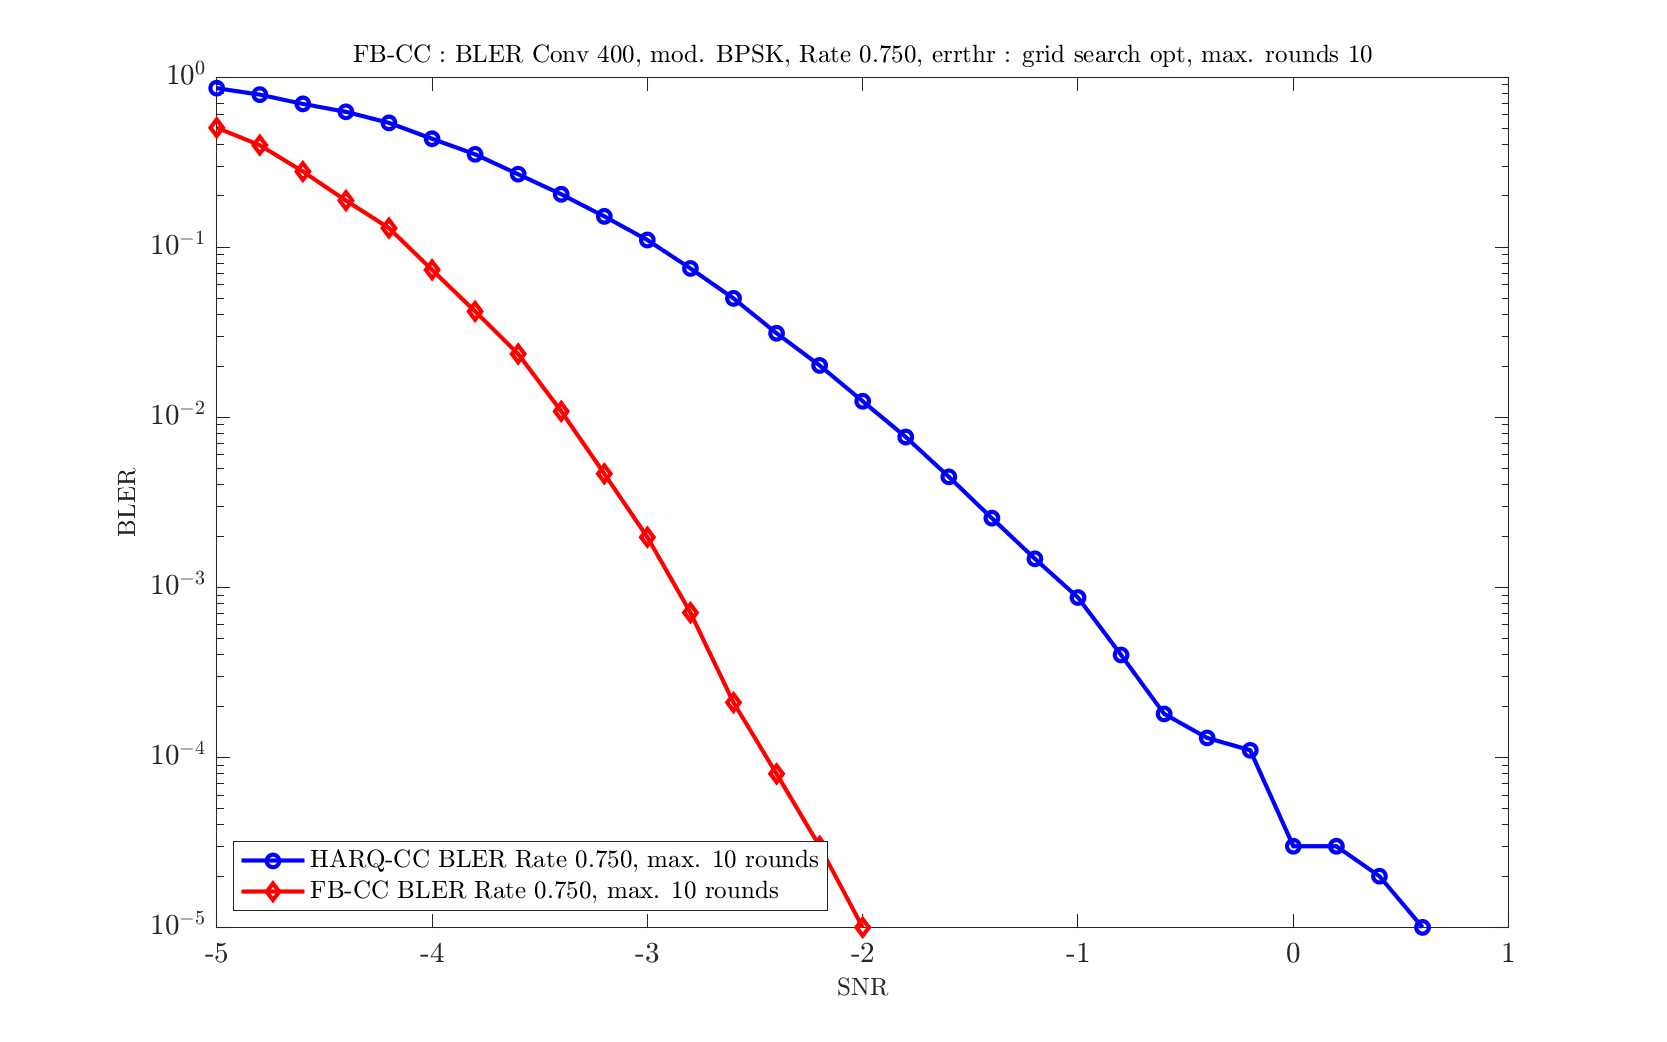 FB-CC : BLER Conv 400, mod. BPSK, Rate 0.750, errthr : grid search opt, max. rounds 10
10^0
10^-1
10^-2
10^-3
10^-4
10^-5
BLER
HARQ-CC BLER Rate 0.750, max. 10 rounds
FB-CC BLER Rate 0.750, max. 10 rounds
-5 -4 -3 -2 -1 0 1
SNR